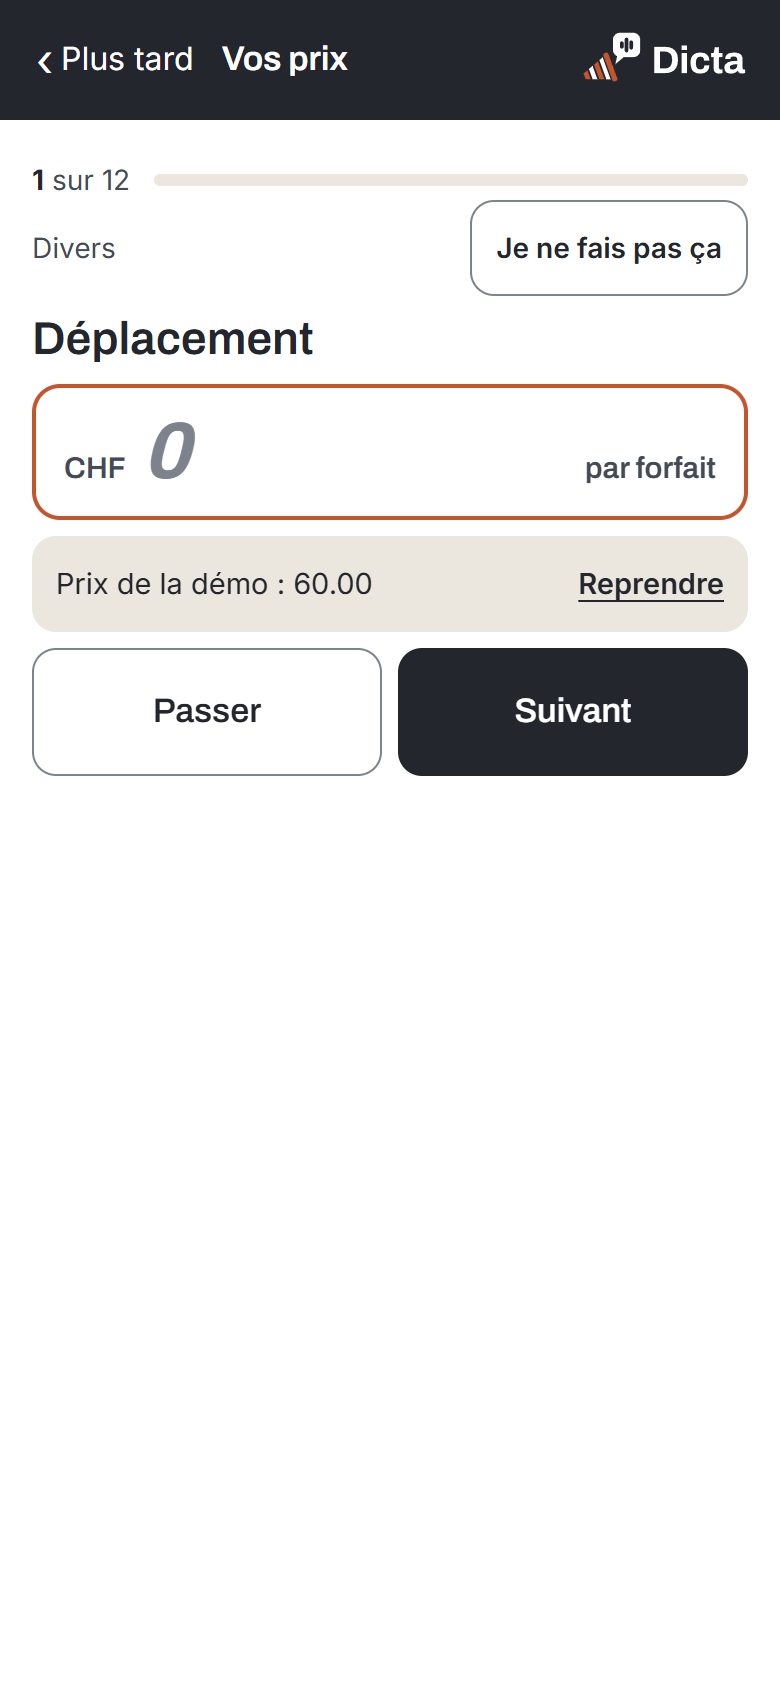 ‹ Plus tard Vos prix Dicta
1 sur 12
Divers Je ne fais pas ça
Déplacement
CHF 0 par forfait
Prix de la démo : 60.00 Reprendre
Passer Suivant